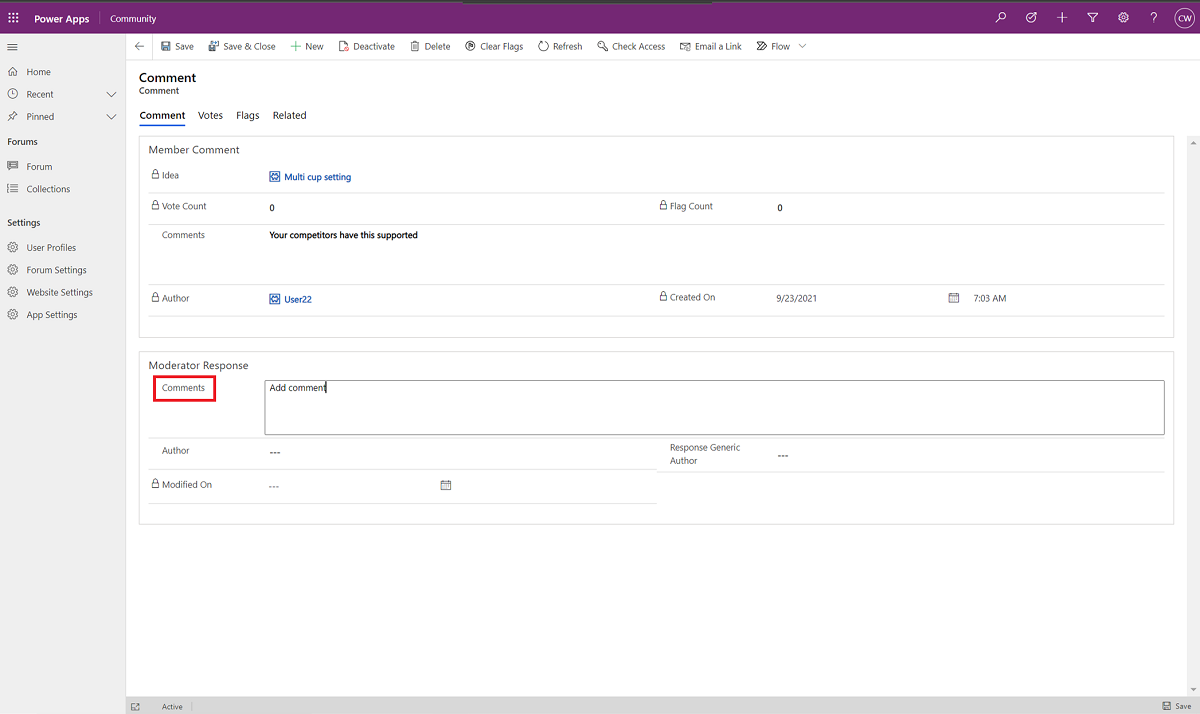 Power Apps Community CW
Save Save & Close New Deactivate Delete Clear Flags Refresh Check Access Email a Link Flow
Home
Recent
Pinned
Forums
Forum
Collections
Settings
User Profiles
Forum Settings
Website Settings
App Settings
Comment
Comment
Comment Votes Flags Related
Member Comment
Idea Multi cup setting
Vote Count 0 Flag Count 0
Comments Your competitors have this supported
Author User22 Created On 9/23/2021 7:03 AM
Moderator Response
Comments Add comment
Author --- Response Generic
Author ---
Modified On ---
Active Save